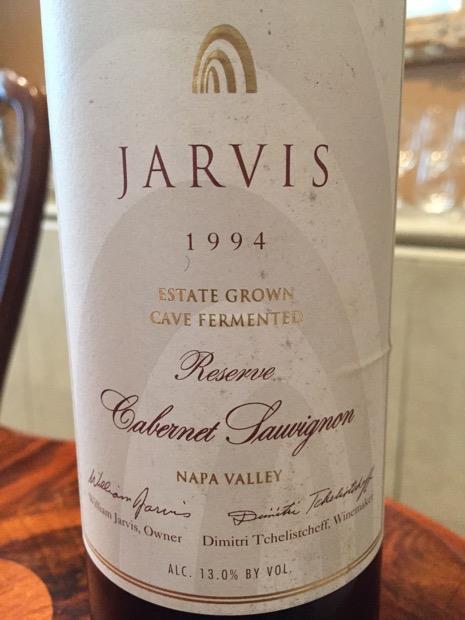 JARVIS
1994
ESTATE GROWN
CAVE FERMENTED
Reserve
Cabernet Sauvignon
NAPA VALLEY
William Jarvis Dimitri Tchelistcheff
William Jarvis, Owner Dimitri Tchelistcheff, Winemaker
ALC. 13.0% BY VOL.